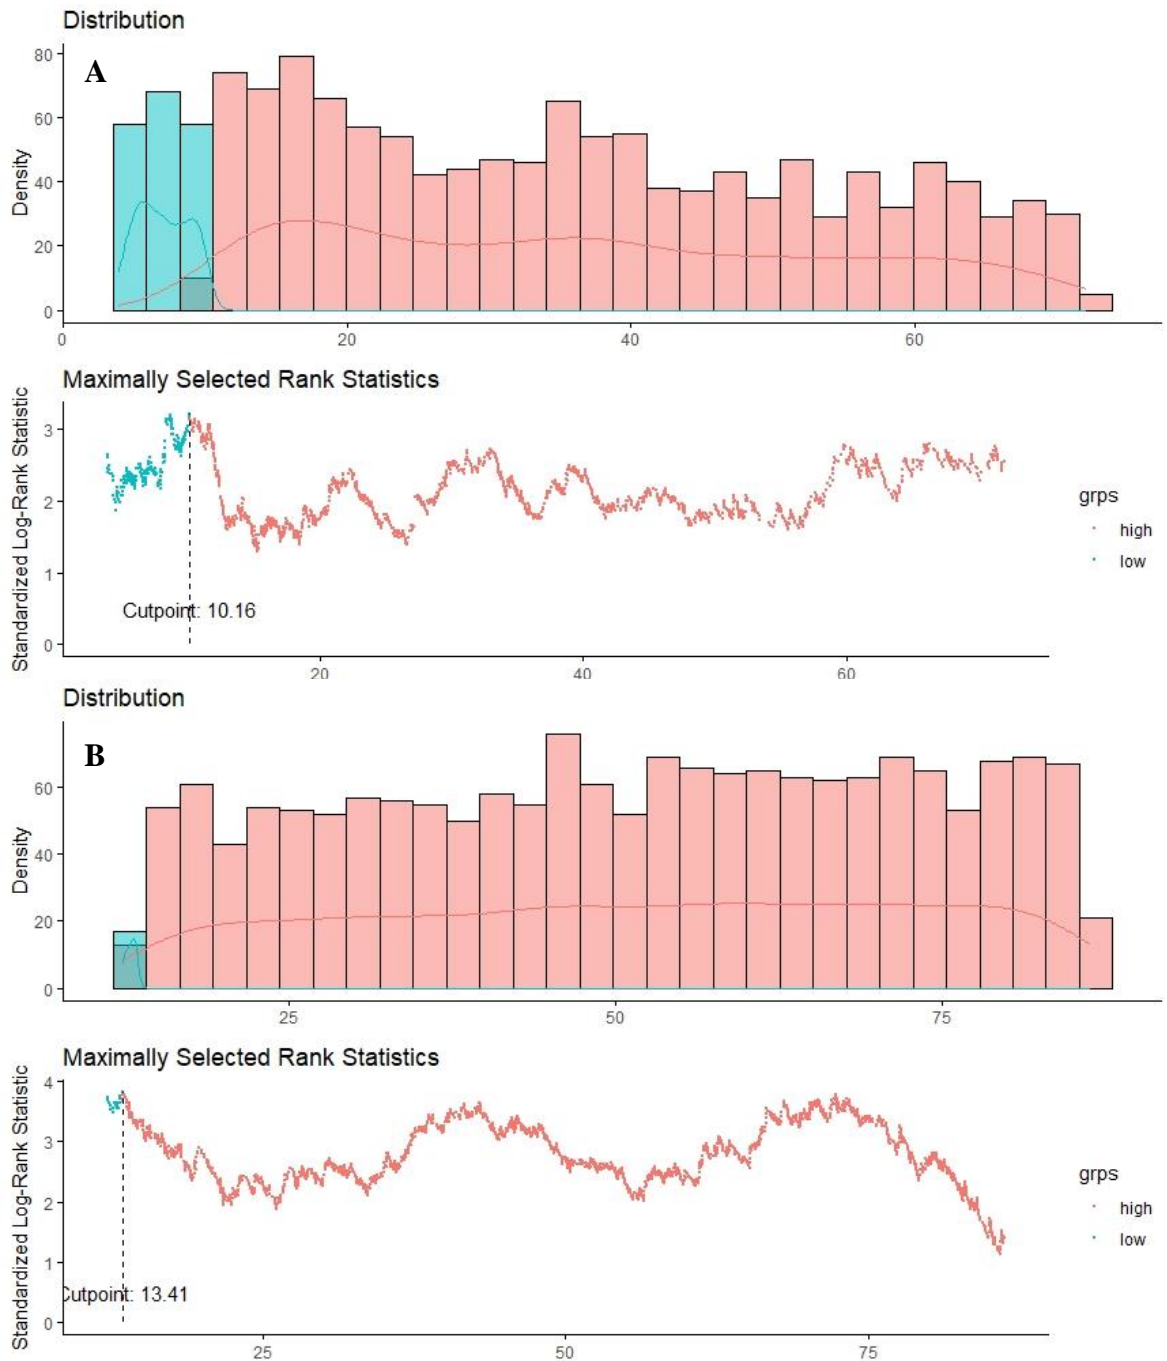 Distribution
A
Density
80
60
40
20
0
0 20 40 60
Maximally Selected Rank Statistics
Standardized Log-Rank Statistic
3
2
1
0
Cutpoint: 10.16
20 40 60
grps
high
low
Distribution
B
Density
60
40
20
0
25 50 75
Maximally Selected Rank Statistics
Standardized Log-Rank Statistic
4
3
2
1
0
Cutpoint: 13.41
25 50 75
grps
high
low